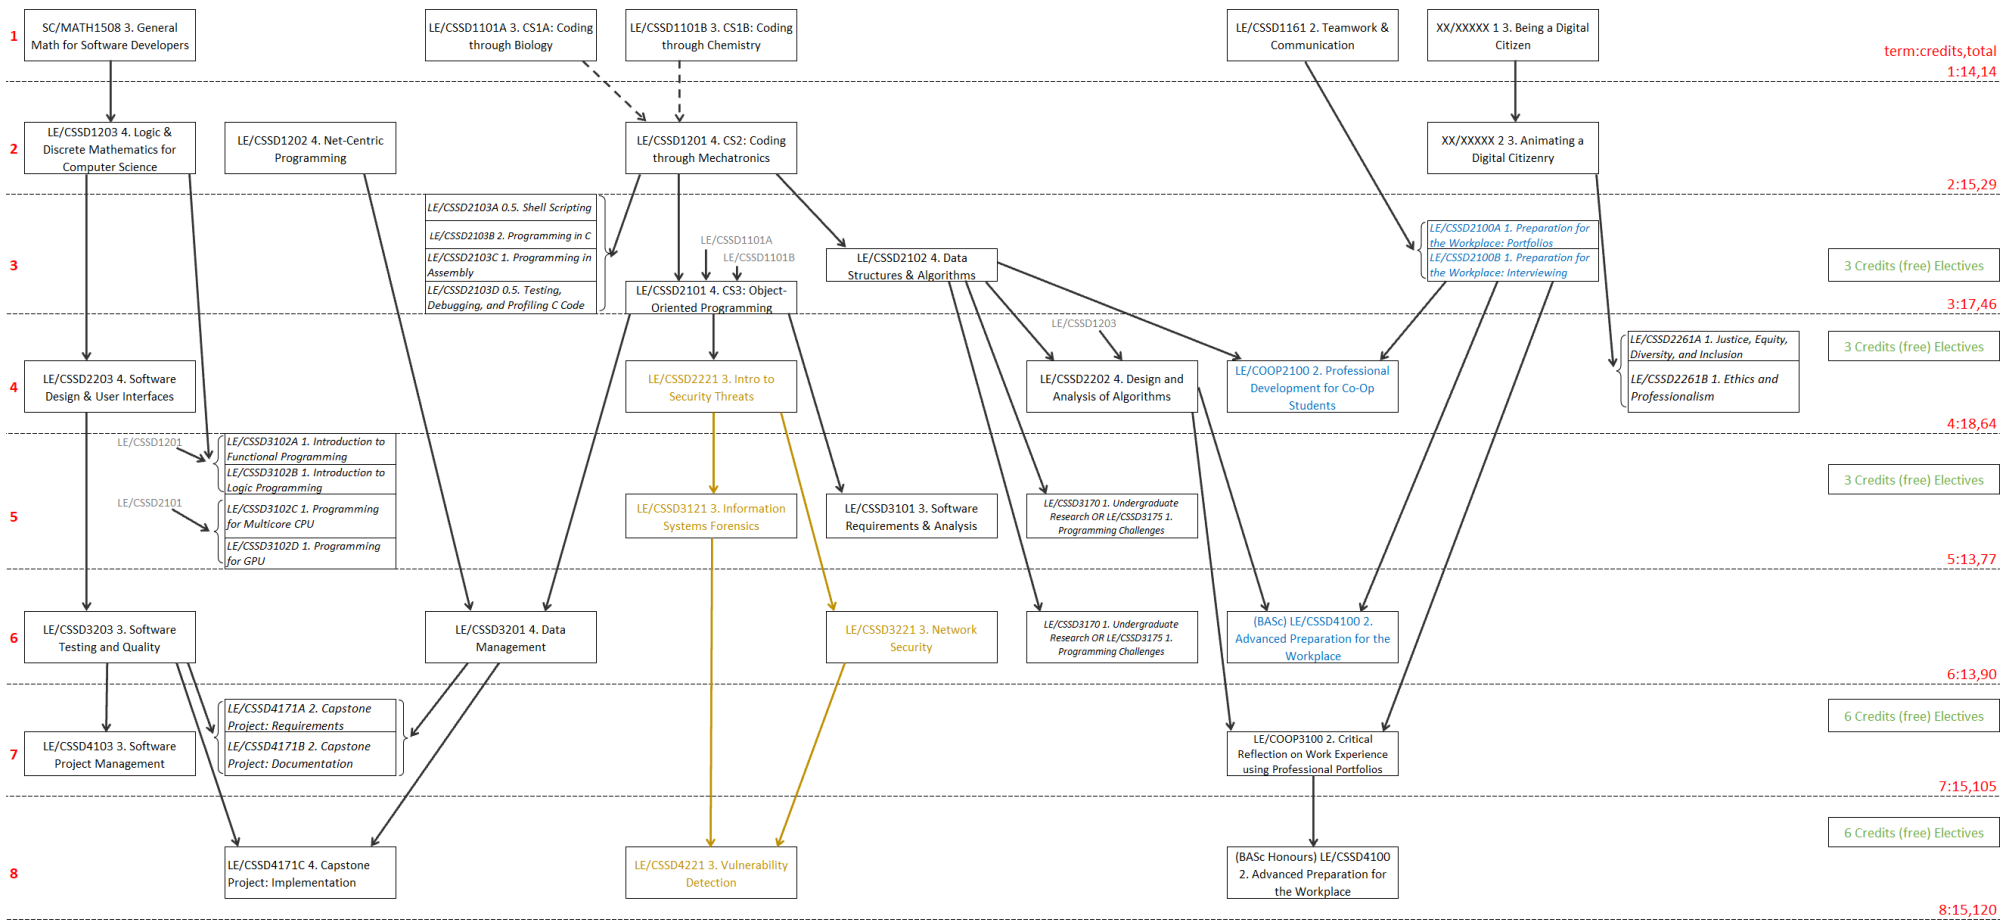 1
SC/MATH1508 3. General
Math for Software Developers
LE/CSSD1101A 3. CS1A: Coding
through Biology
LE/CSSD1101B 3. CS1B: Coding
through Chemistry
LE/CSSD1161 2. Teamwork &
Communication
XX/XXXXX 1 3. Being a Digital
Citizen
term:credits,total
1:14,14
2
LE/CSSD1203 4. Logic &
Discrete Mathematics for
Computer Science
LE/CSSD1202 4. Net-Centric
Programming
LE/CSSD1201 4. CS2: Coding
through Mechatronics
XX/XXXXX 2 3. Animating a
Digital Citizenry
2:15,29
3
LE/CSSD2103A 0.5. Shell Scripting
LE/CSSD2103B 2. Programming in C
LE/CSSD2103C 1. Programming in
Assembly
LE/CSSD2103D 0.5. Testing,
Debugging, and Profiling C Code
LE/CSSD1101A
LE/CSSD1101B
LE/CSSD2101 4. CS3: Object-
Oriented Programming
LE/CSSD2102 4. Data
Structures & Algorithms
LE/CSSD2100A 1. Preparation for
the Workplace: Portfolios
LE/CSSD2100B 1. Preparation for
the Workplace: Interviewing
3 Credits (free) Electives
3:17,46
4
LE/CSSD2203 4. Software
Design & User Interfaces
LE/CSSD2221 3. Intro to
Security Threats
LE/CSSD1203
LE/CSSD2202 4. Design and
Analysis of Algorithms
LE/COOP2100 2. Professional
Development for Co-Op
Students
LE/CSSD2261A 1. Justice, Equity,
Diversity, and Inclusion
LE/CSSD2261B 1. Ethics and
Professionalism
3 Credits (free) Electives
4:18,64
5
LE/CSSD1201
LE/CSSD3102A 1. Introduction to
Functional Programming
LE/CSSD3102B 1. Introduction to
Logic Programming
LE/CSSD2101
LE/CSSD3102C 1. Programming
for Multicore CPU
LE/CSSD3102D 1. Programming
for GPU
LE/CSSD3121 3. Information
Systems Forensics
LE/CSSD3101 3. Software
Requirements & Analysis
LE/CSSD3170 1. Undergraduate
Research OR LE/CSSD3175 1.
Programming Challenges
3 Credits (free) Electives
5:13,77
6
LE/CSSD3203 3. Software
Testing and Quality
LE/CSSD3201 4. Data
Management
LE/CSSD3221 3. Network
Security
LE/CSSD3170 1. Undergraduate
Research OR LE/CSSD3175 1.
Programming Challenges
(BASc) LE/CSSD4100 2.
Advanced Preparation for the
Workplace
6:13,90
7
LE/CSSD4103 3. Software
Project Management
LE/CSSD4171A 2. Capstone
Project: Requirements
LE/CSSD4171B 2. Capstone
Project: Documentation
LE/COOP3100 2. Critical
Reflection on Work Experience
using Professional Portfolios
6 Credits (free) Electives
7:15,105
8
LE/CSSD4171C 4. Capstone
Project: Implementation
LE/CSSD4221 3. Vulnerability
Detection
(BASc Honours) LE/CSSD4100
2. Advanced Preparation for
the Workplace
6 Credits (free) Electives
8:15,120